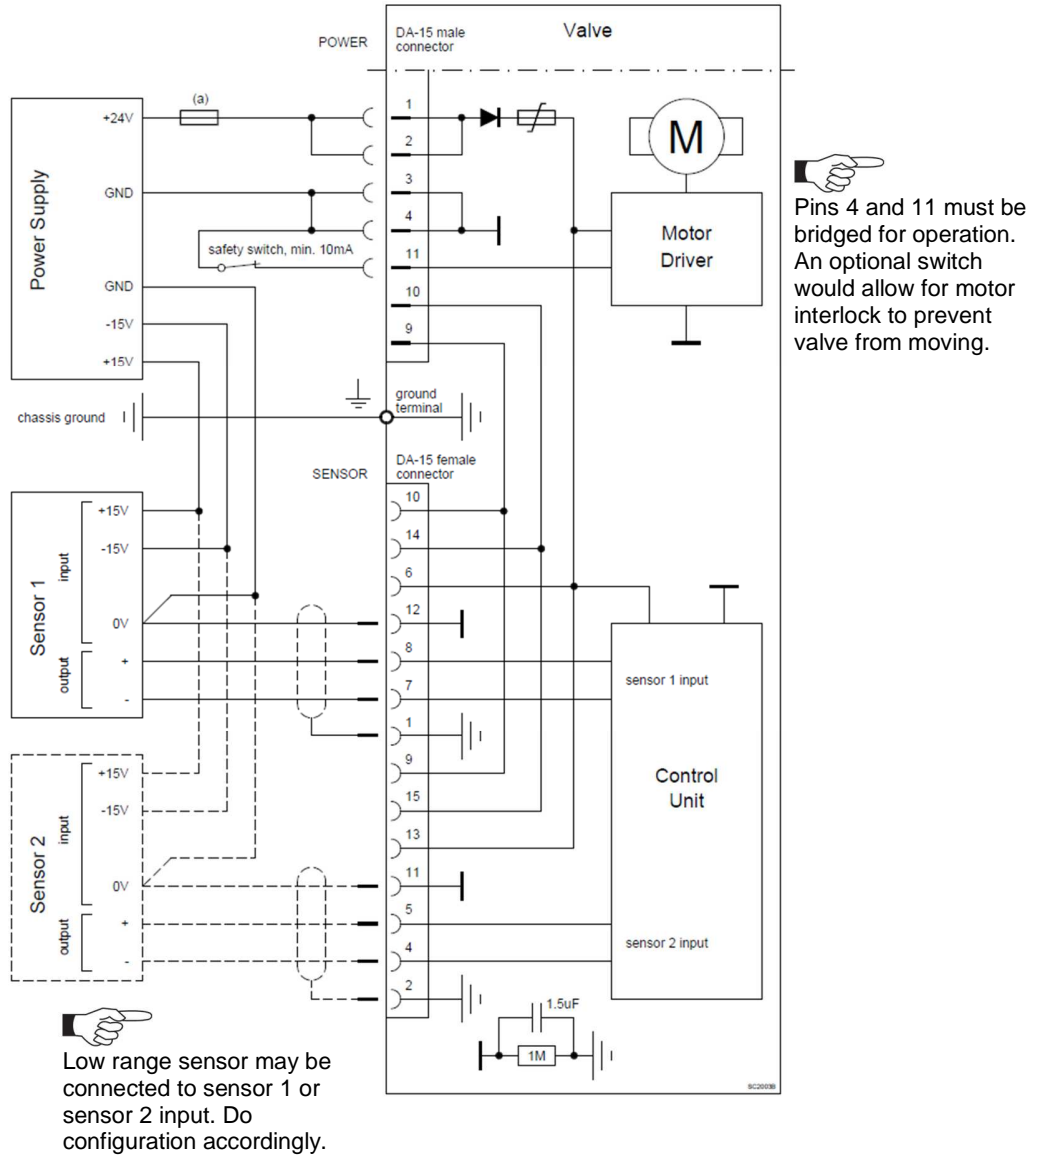 POWER
DA-15 male
connector
Valve
Power Supply
+24V
(a)
GND
safety switch, min. 10mA
GND
-15V
+15V
1
2
3
4
11
10
9
M
Motor
Driver
Pins 4 and 11 must be
bridged for operation.
An optional switch
would allow for motor
interlock to prevent
valve from moving.
chassis ground
ground
terminal
SENSOR
DA-15 female
connector
Sensor 1
input
+15V
-15V
0V
output
+
-
10
14
6
12
8
7
1
9
15
13
11
5
4
2
sensor 1 input
Control
Unit
sensor 2 input
Sensor 2
input
+15V
-15V
0V
output
+
-
1.5uF
1M
SC2003B
Low range sensor may be
connected to sensor 1 or
sensor 2 input. Do
configuration accordingly.